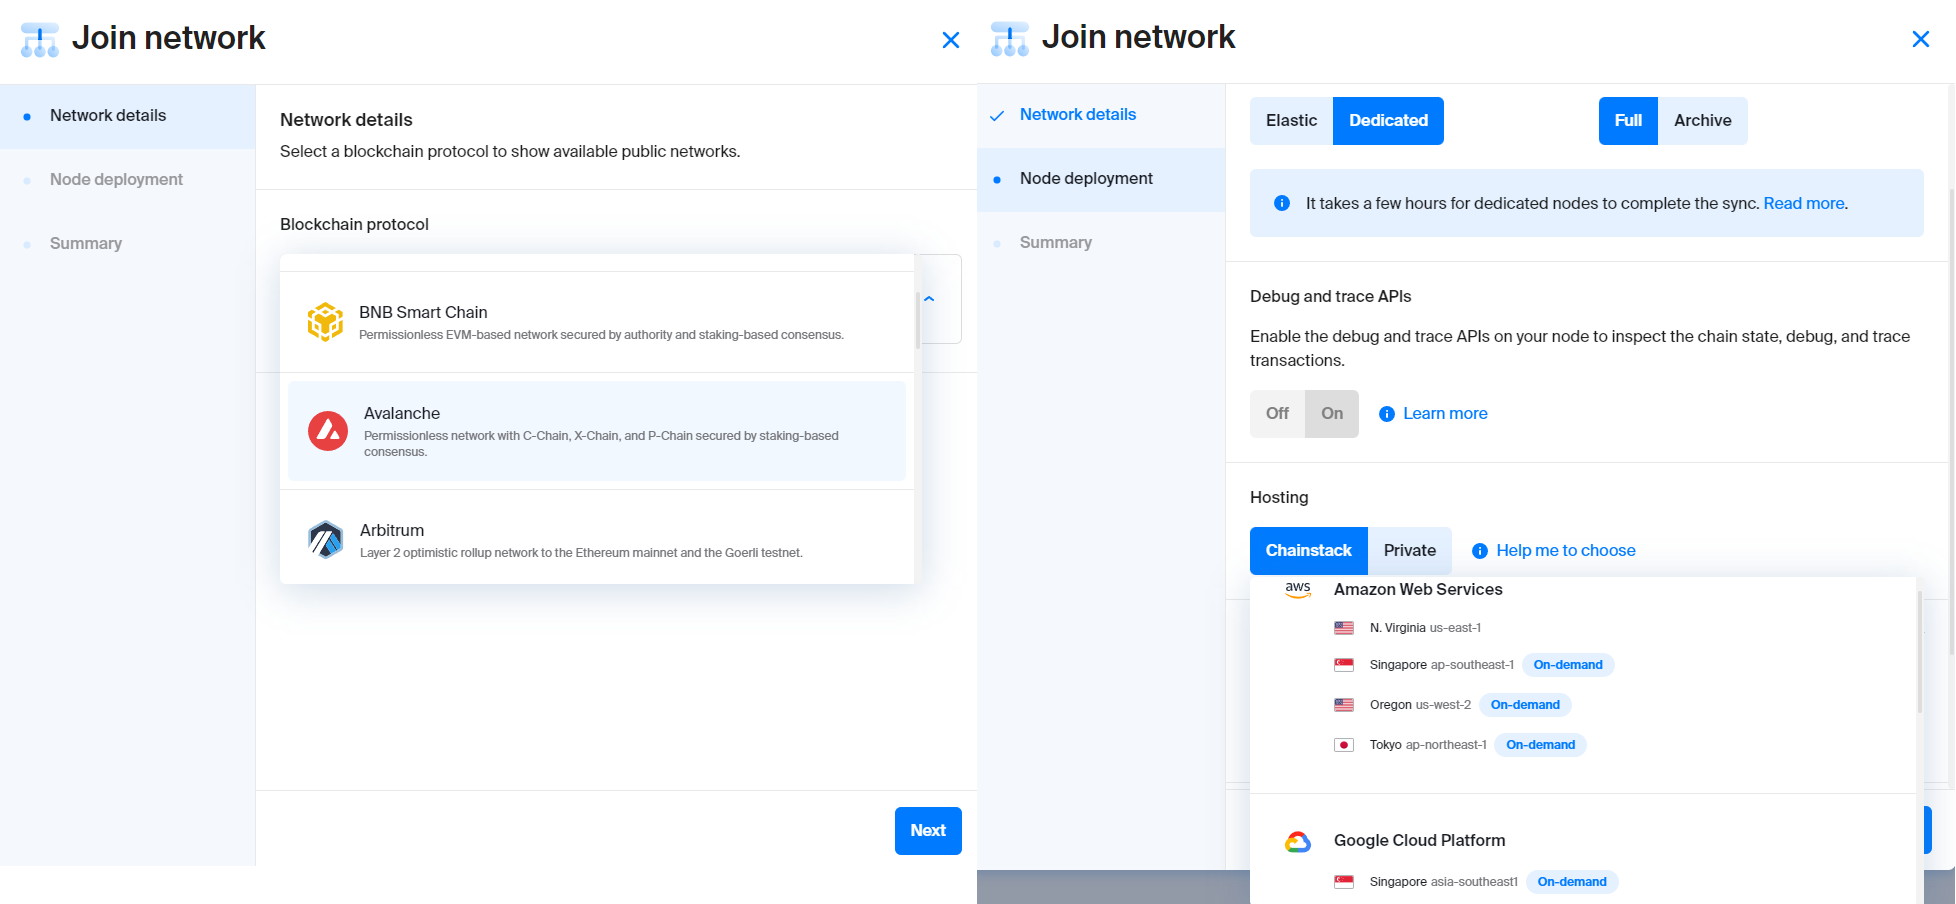 Join network
Network details
Node deployment
Summary
Network details
Select a blockchain protocol to show available public networks.
Blockchain protocol
BNB Smart Chain
Permissionless EVM-based network secured by authority and staking-based consensus.
Avalanche
Permissionless network with C-Chain, X-Chain, and P-Chain secured by staking-based
consensus.
Arbitrum
Layer 2 optimistic rollup network to the Ethereum mainnet and the Goerli testnet.
Next
Join network
Network details
Node deployment
Summary
Elastic Dedicated Full Archive
It takes a few hours for dedicated nodes to complete the sync. Read more.
Debug and trace APIs
Enable the debug and trace APIs on your node to inspect the chain state, debug, and trace
transactions.
Off On Learn more
Hosting
Chainstack Private Help me to choose
aws Amazon Web Services
N. Virginia us-east-1
Singapore ap-southeast-1 On-demand
Oregon us-west-2 On-demand
Tokyo ap-northeast-1 On-demand
Google Cloud Platform
Singapore asia-southeast1 On-demand